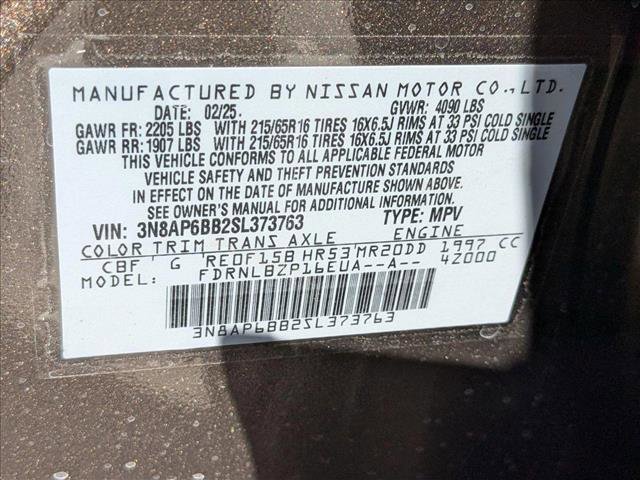 MANUFACTURED BY NISSAN MOTOR CO., LTD.
DATE: 02/25. GVWR: 4090 LBS
GAWR FR: 2205 LBS WITH 215/65R16 TIRES 16X6.5J RIMS AT 33 PSI COLD SINGLE
GAWR RR: 1907 LBS WITH 215/65R16 TIRES 16X6.5J RIMS AT 33 PSI COLD SINGLE
THIS VEHICLE CONFORMS TO ALL APPLICABLE FEDERAL MOTOR
VEHICLE SAFETY AND THEFT PREVENTION STANDARDS
IN EFFECT ON THE DATE OF MANUFACTURE SHOWN ABOVE.
SEE OWNER'S MANUAL FOR ADDITIONAL INFORMATION.
VIN: 3N8AP6BB2SL373763 TYPE: MPV
COLOR TRIM TRANS AXLE ENGINE
CBF G RE0F15B HR53 MR20DD 1997 CC
FDRNLBZP16EUA--A-- 42000
3N8AP6BB2SL373763